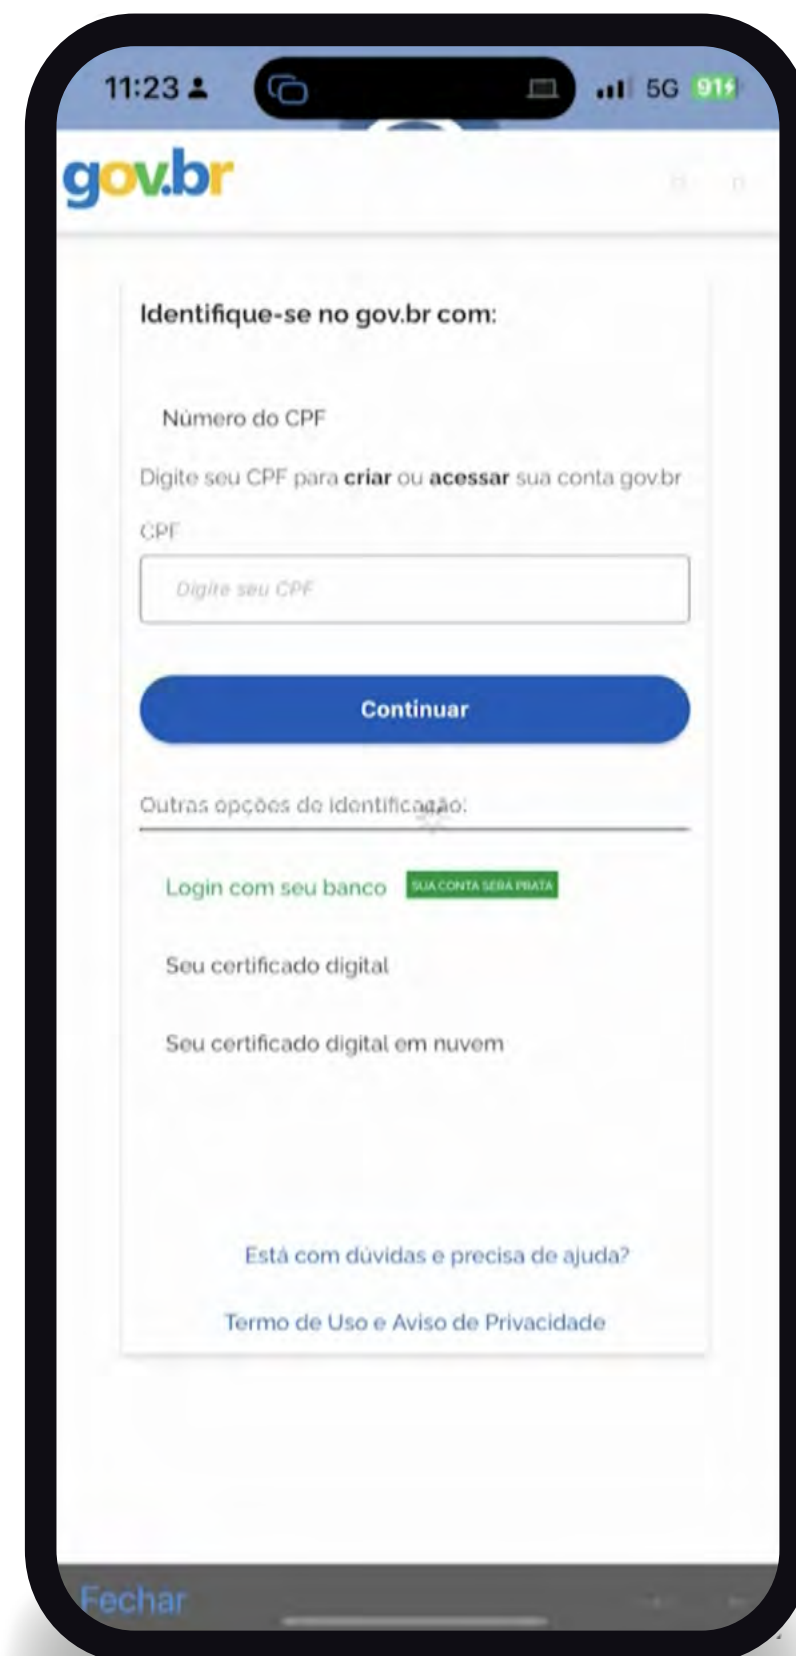 11:23
5G 91
gov.br
Identifique-se no gov.br com:
Número do CPF
Digite seu CPF para criar ou acessar sua conta gov.br
CPF
Digite seu CPF
Continuar
Outras opções de identificação:
Login com seu banco SUA CONTA SERÁ PRATA
Seu certificado digital
Seu certificado digital em nuvem
Está com dúvidas e precisa de ajuda?
Termo de Uso e Aviso de Privacidade
Fechar